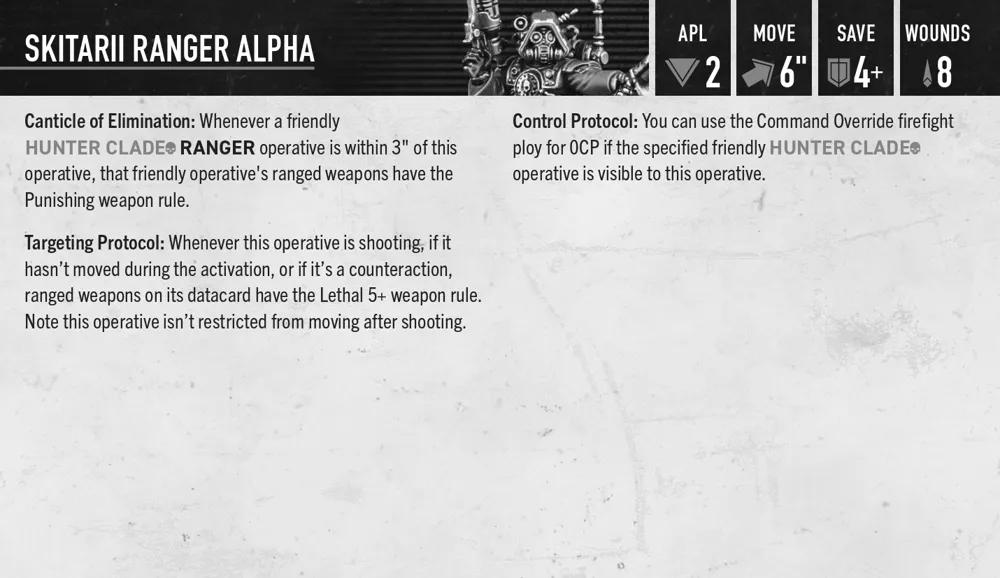 SKITARII RANGER ALPHA
APL
2
MOVE
6"
SAVE
4+
WOUNDS
8
Canticle of Elimination: Whenever a friendly
HUNTER CLADE RANGER operative is within 3" of this
operative, that friendly operative's ranged weapons have the
Punishing weapon rule.
Targeting Protocol: Whenever this operative is shooting, if it
hasn’t moved during the activation, or if it’s a counteraction,
ranged weapons on its datacard have the Lethal 5+ weapon rule.
Note this operative isn’t restricted from moving after shooting.
Control Protocol: You can use the Command Override firefight
ploy for 0CP if the specified friendly HUNTER CLADE
operative is visible to this operative.